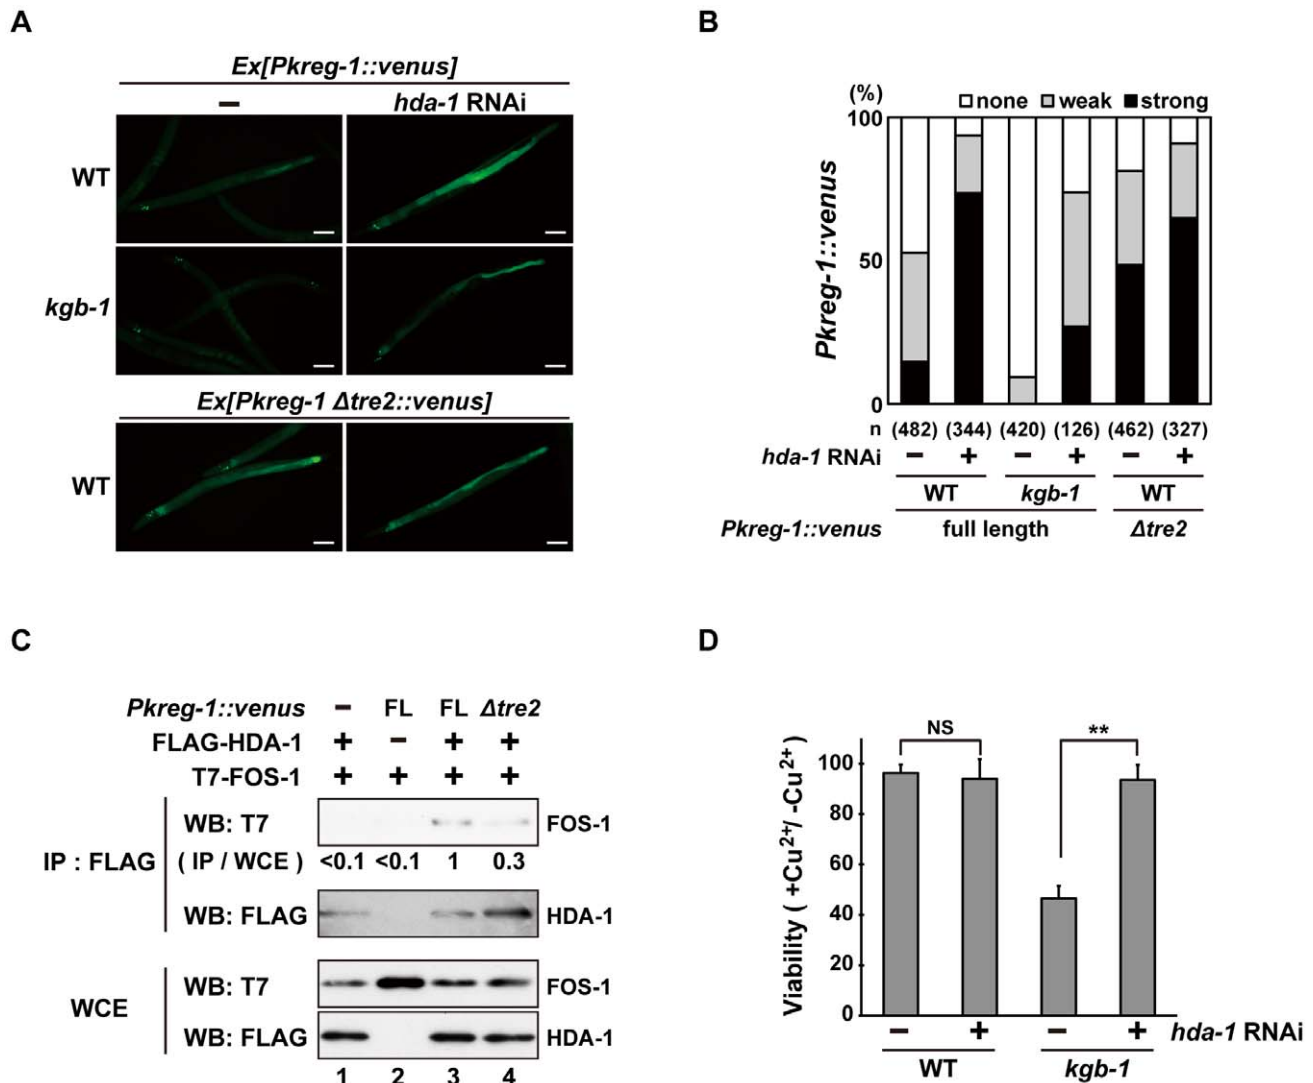 A
Ex[Pkreg-1::venus]
− hda-1 RNAi
WT
kgb-1
Ex[Pkreg-1 Δtre2::venus]
WT
B
(%)
none weak strong
100
50
0
Pkreg-1::venus
n (482) (344) (420) (126) (462) (327)
hda-1 RNAi − + − + − +
WT kgb-1 WT
Pkreg-1::venus full length Δtre2
C
Pkreg-1::venus − FL FL Δtre2
FLAG-HDA-1 + − + +
T7-FOS-1 + + + +
WB: T7 FOS-1
IP : FLAG ( IP / WCE ) <0.1 <0.1 1 0.3
WB: FLAG HDA-1
WB: T7 FOS-1
WCE
WB: FLAG HDA-1
1 2 3 4
D
NS **
100
80
60
40
20
0
Viability ( +Cu2+/ -Cu2+ )
− + − + hda-1 RNAi
WT kgb-1